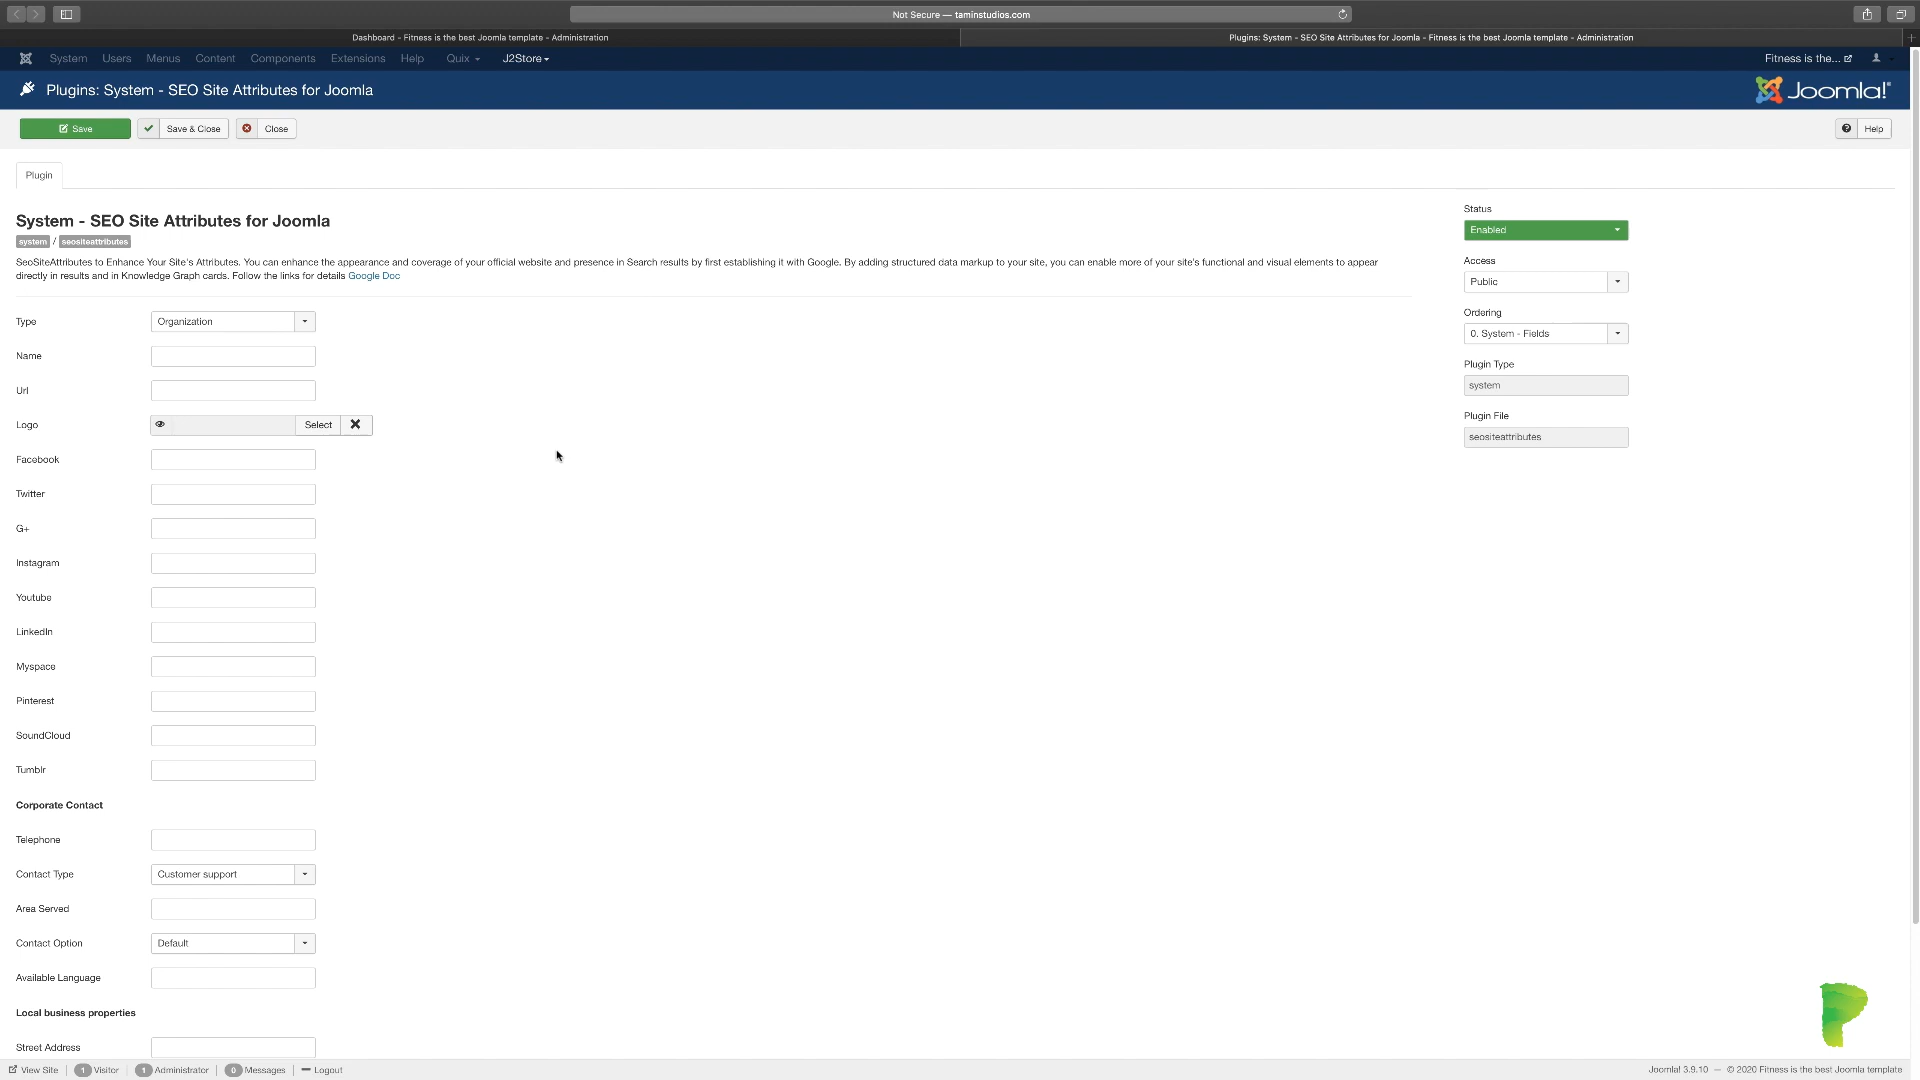 Not Secure — taminstudios.com
Dashboard - Fitness is the best Joomla template - Administration
Plugins: System - SEO Site Attributes for Joomla - Fitness is the best Joomla template - Administration
System Users Menus Content Components Extensions Help Quix J2Store
Fitness is the...
Plugins: System - SEO Site Attributes for Joomla
Joomla!®
Save
Save & Close
Close
Help
Plugin
System - SEO Site Attributes for Joomla
system / seositeattributes
SeoSiteAttributes to Enhance Your Site's Attributes. You can enhance the appearance and coverage of your official website and presence in Search results by first establishing it with Google. By adding structured data markup to your site, you can enable more of your site's functional and visual elements to appear
directly in results and in Knowledge Graph cards. Follow the links for details Google Doc
Type Organization
Name
Url
Logo Select
Facebook
Twitter
G+
Instagram
Youtube
LinkedIn
Myspace
Pinterest
SoundCloud
Tumblr
Corporate Contact
Telephone
Contact Type Customer support
Area Served
Contact Option Default
Available Language
Local business properties
Street Address
Status
Enabled
Access
Public
Ordering
0. System - Fields
Plugin Type
system
Plugin File
seositeattributes
View Site 1 Visitor 1 Administrator 0 Messages Logout
Joomla! 3.9.10 — © 2020 Fitness is the best Joomla template